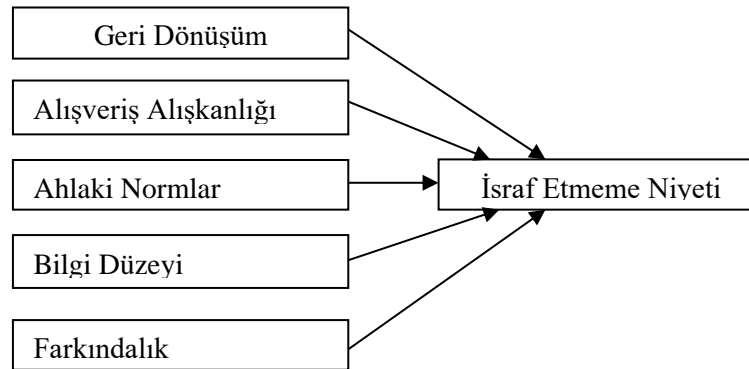 Geri Dönüşüm
Alışveriş Alışkanlığı
Ahlaki Normlar
İsraf Etmeme Niyeti
Bilgi Düzeyi
Farkındalık